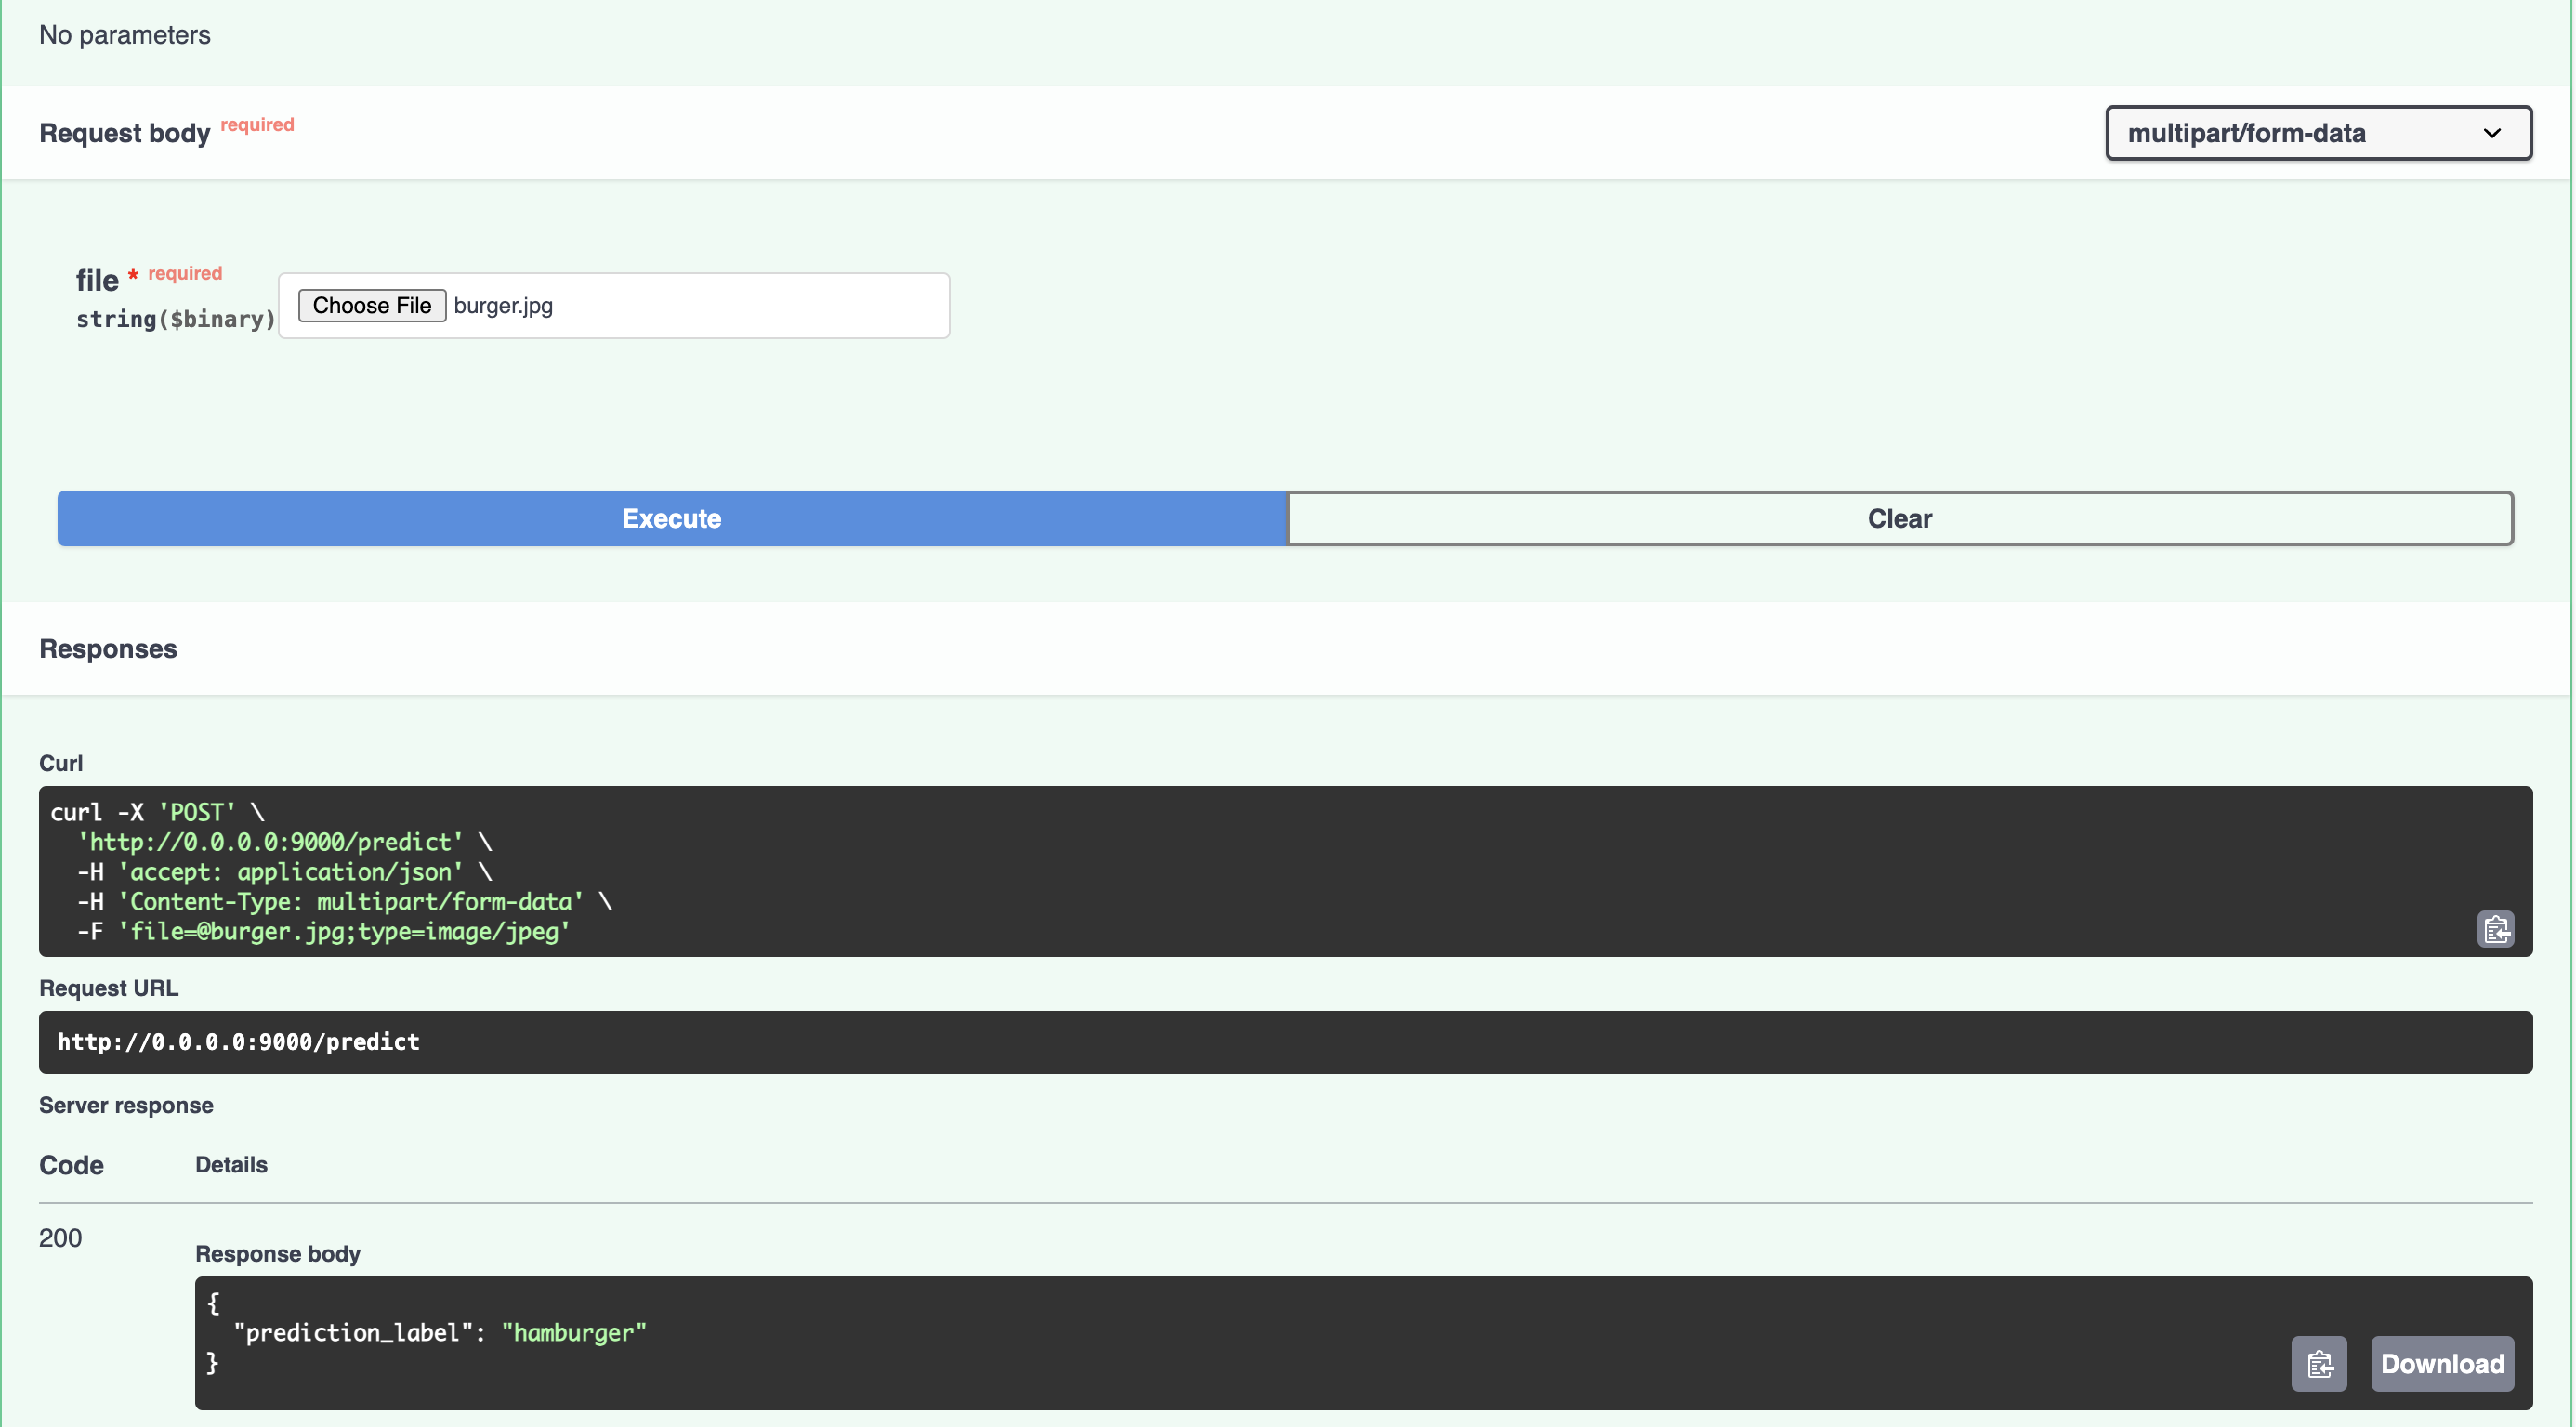 No parameters
Request body required
multipart/form-data
file * required
string($binary)
Choose File burger.jpg
Execute
Clear
Responses
Curl
curl -X 'POST' \
'http://0.0.0.0:9000/predict' \
-H 'accept: application/json' \
-H 'Content-Type: multipart/form-data' \
-F 'file=@burger.jpg;type=image/jpeg'
Request URL
http://0.0.0.0:9000/predict
Server response
Code Details
200
Response body
{
"prediction_label": "hamburger"
}
Download